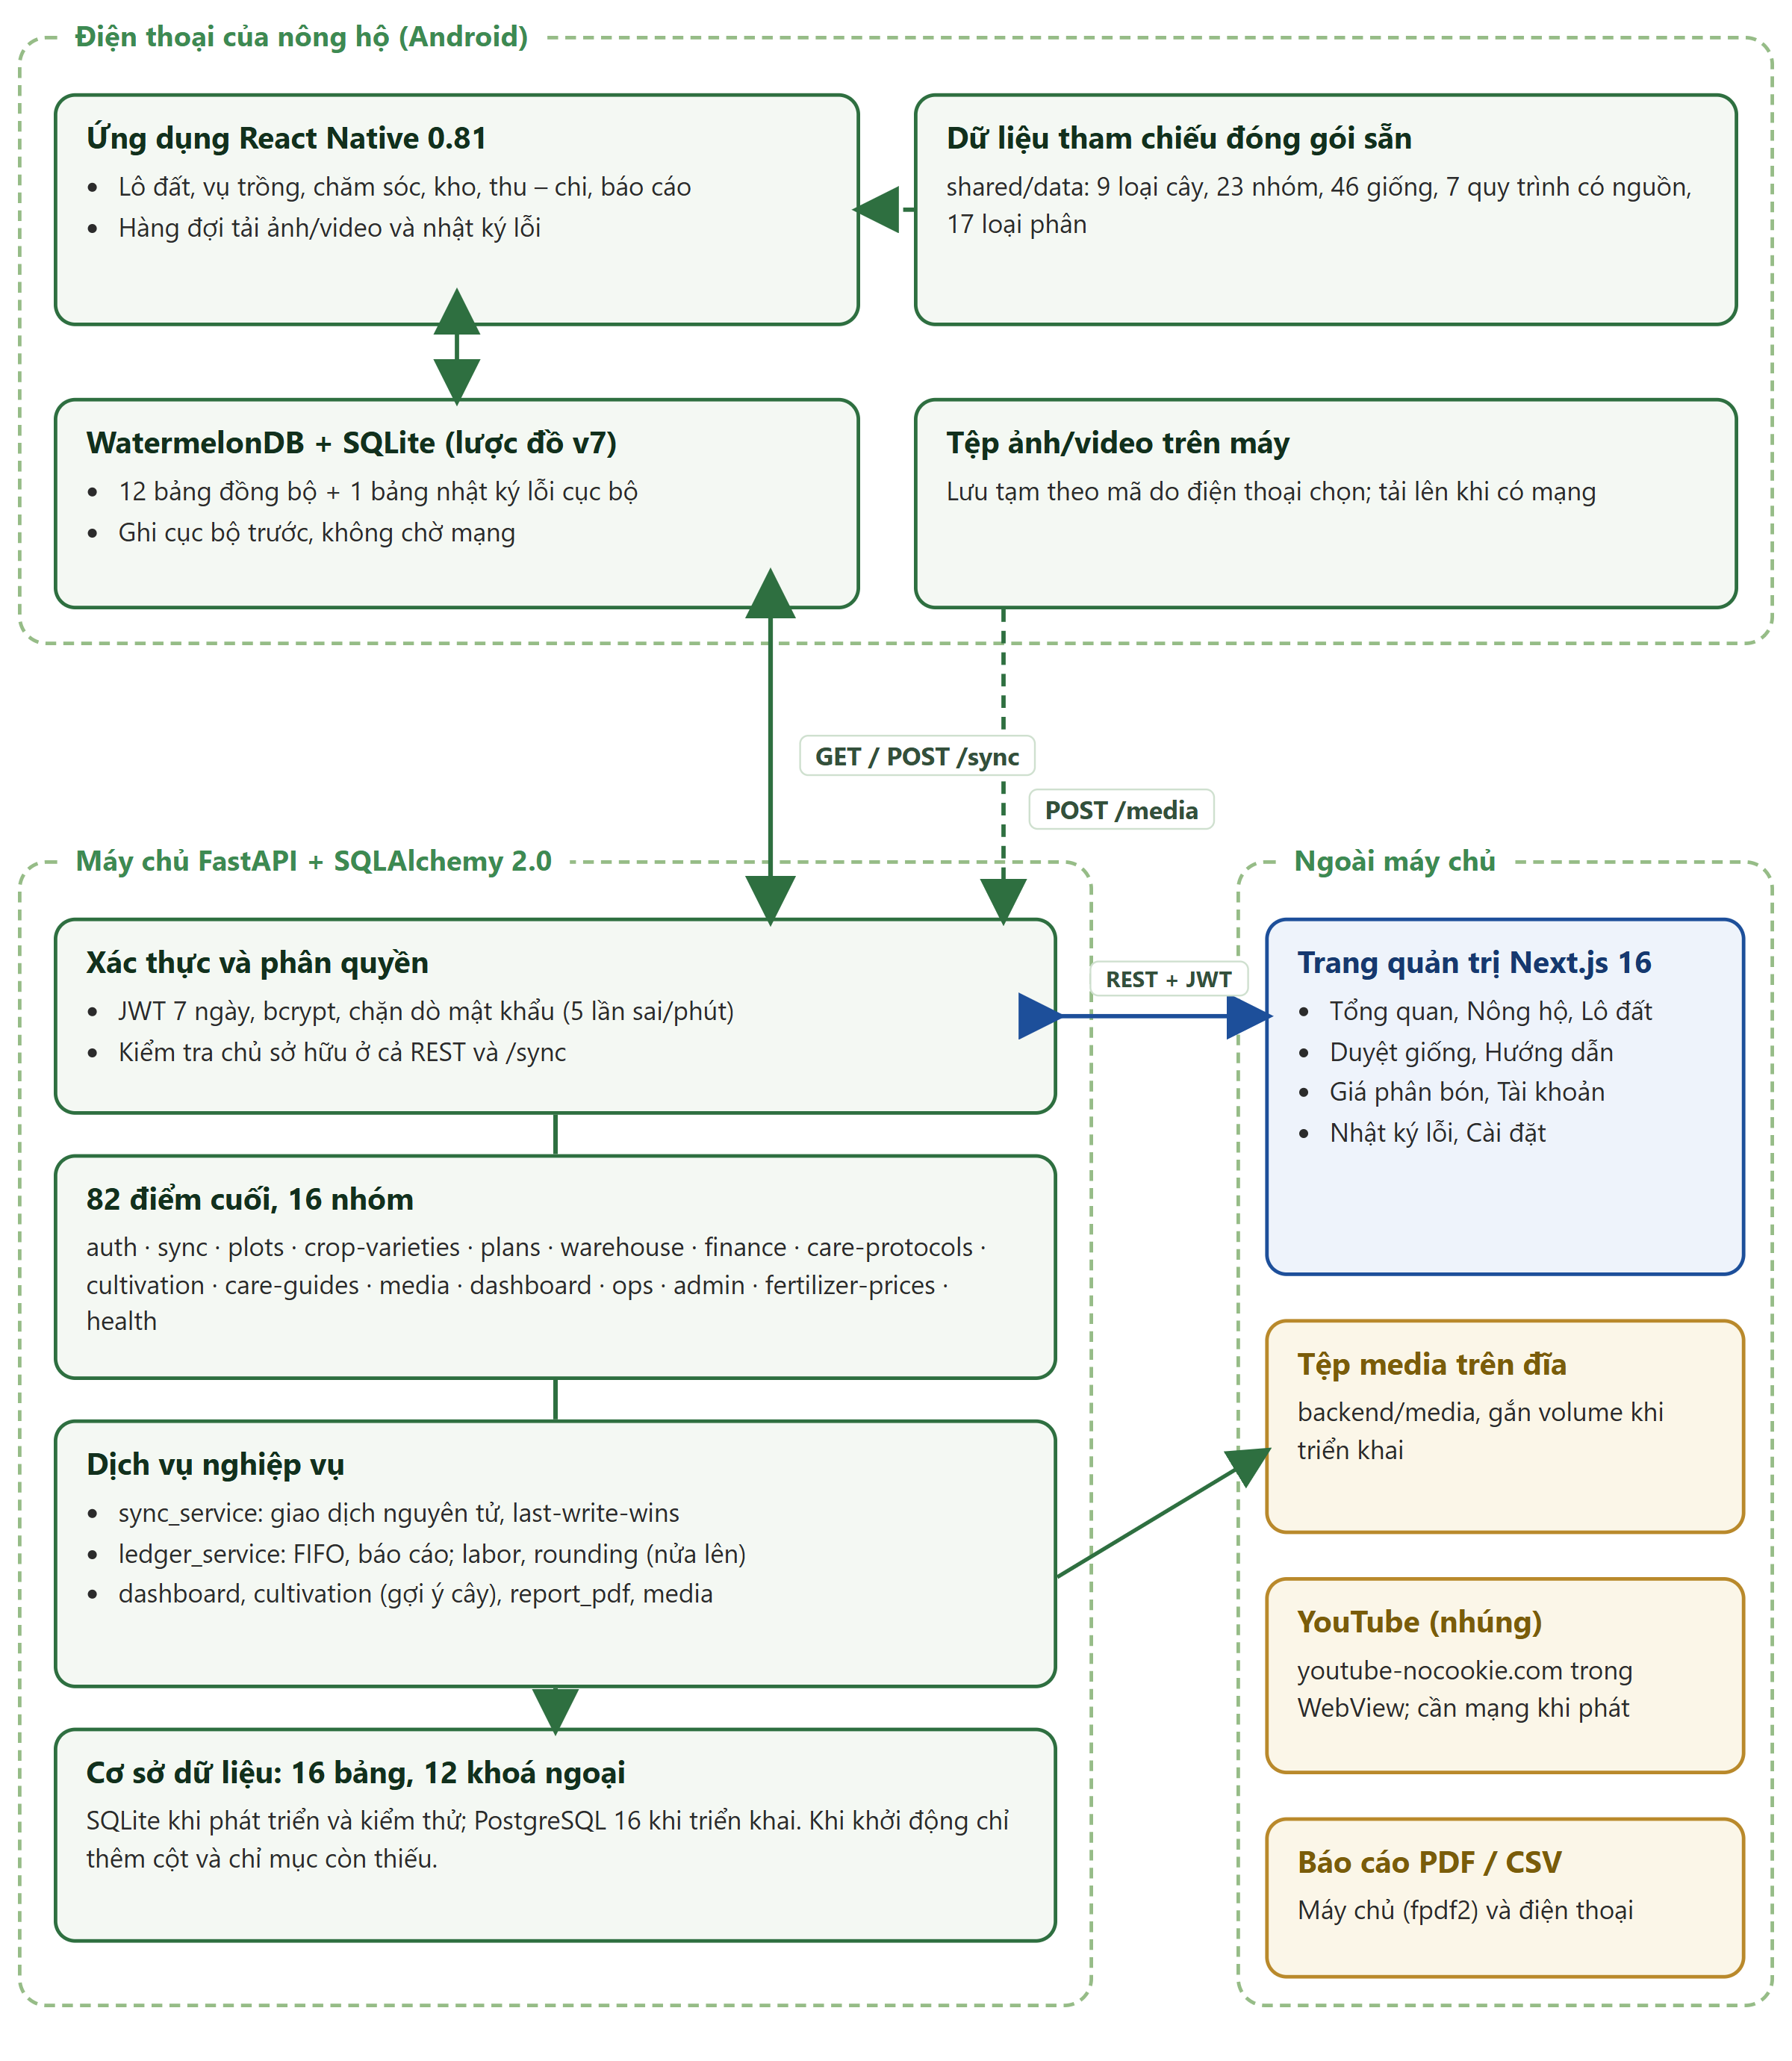 Điện thoại của nông hộ (Android)
Ứng dụng React Native 0.81
• Lô đất, vụ trồng, chăm sóc, kho, thu – chi, báo cáo
• Hàng đợi tải ảnh/video và nhật ký lỗi
Dữ liệu tham chiếu đóng gói sẵn
shared/data: 9 loại cây, 23 nhóm, 46 giống, 7 quy trình có nguồn,
17 loại phân
WatermelonDB + SQLite (lược đồ v7)
• 12 bảng đồng bộ + 1 bảng nhật ký lỗi cục bộ
• Ghi cục bộ trước, không chờ mạng
Tệp ảnh/video trên máy
Lưu tạm theo mã do điện thoại chọn; tải lên khi có mạng
GET / POST /sync
POST /media
Máy chủ FastAPI + SQLAlchemy 2.0
Xác thực và phân quyền
• JWT 7 ngày, bcrypt, chặn dò mật khẩu (5 lần sai/phút)
• Kiểm tra chủ sở hữu ở cả REST và /sync
REST + JWT
82 điểm cuối, 16 nhóm
auth · sync · plots · crop-varieties · plans · warehouse · finance · care-protocols ·
cultivation · care-guides · media · dashboard · ops · admin · fertilizer-prices ·
health
Dịch vụ nghiệp vụ
• sync_service: giao dịch nguyên tử, last-write-wins
• ledger_service: FIFO, báo cáo; labor, rounding (nửa lên)
• dashboard, cultivation (gợi ý cây), report_pdf, media
Cơ sở dữ liệu: 16 bảng, 12 khoá ngoại
SQLite khi phát triển và kiểm thử; PostgreSQL 16 khi triển khai. Khi khởi động chỉ
thêm cột và chỉ mục còn thiếu.
Ngoài máy chủ
Trang quản trị Next.js 16
• Tổng quan, Nông hộ, Lô đất
• Duyệt giống, Hướng dẫn
• Giá phân bón, Tài khoản
• Nhật ký lỗi, Cài đặt
Tệp media trên đĩa
backend/media, gắn volume khi
triển khai
YouTube (nhúng)
youtube-nocookie.com trong
WebView; cần mạng khi phát
Báo cáo PDF / CSV
Máy chủ (fpdf2) và điện thoại